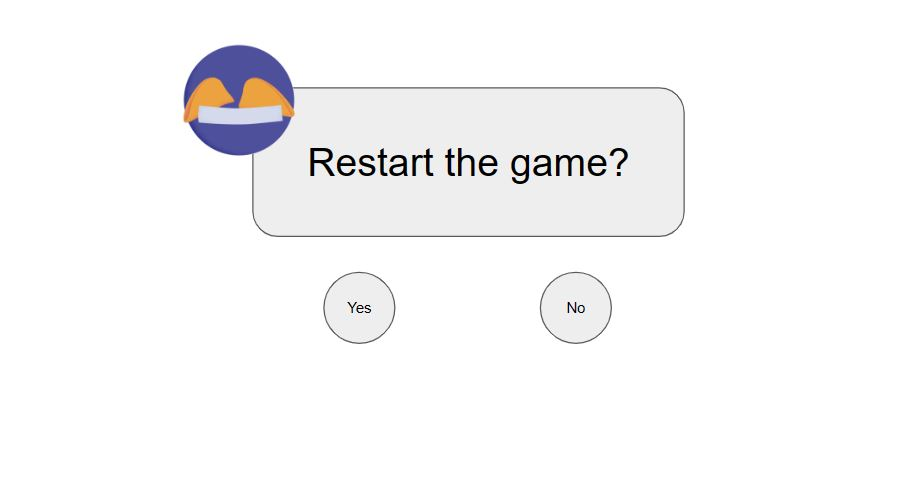 Restart the game?
Yes
No